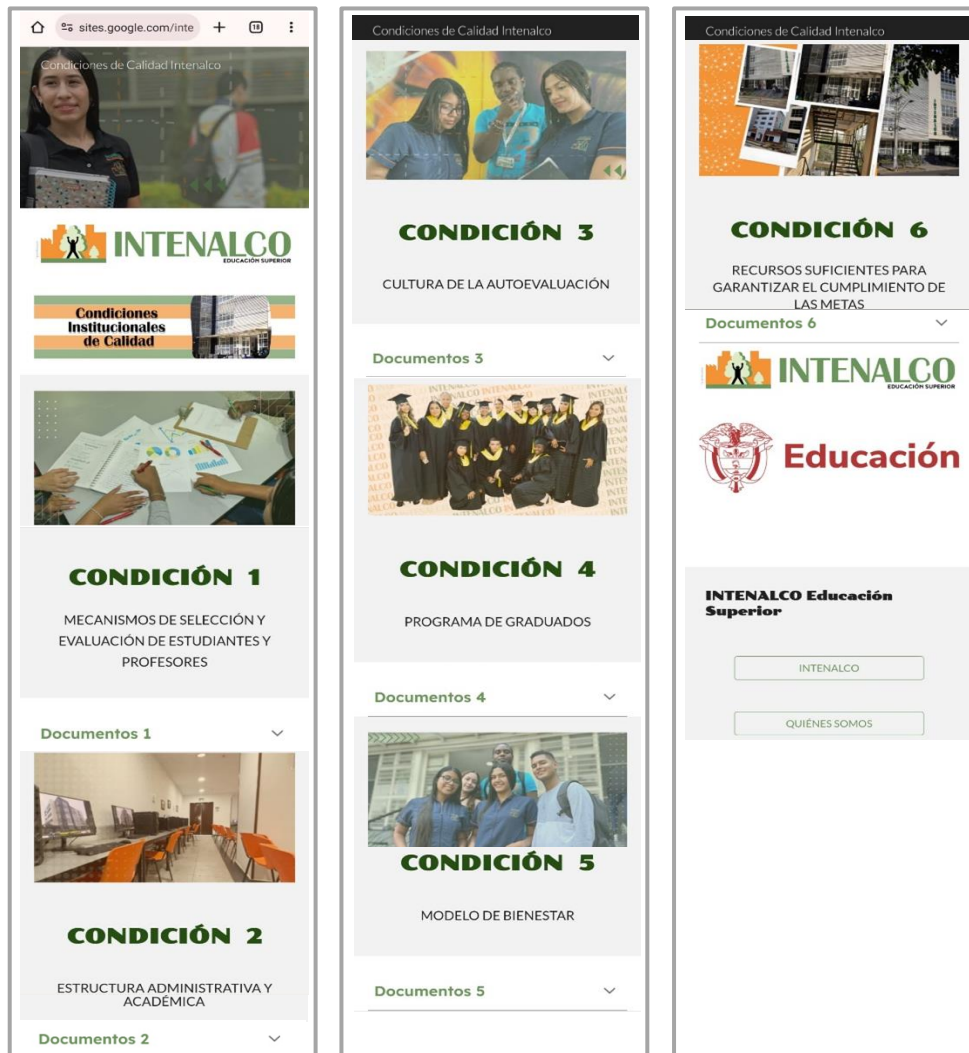 sites.google.com/inte
18
Condiciones de Calidad Intenalco
INTENALCO
EDUCACIÓN SUPERIOR
Condiciones
Institucionales
de Calidad
CONDICIÓN 1
MECANISMOS DE SELECCIÓN Y
EVALUACIÓN DE ESTUDIANTES Y
PROFESORES
Documentos 1
CONDICIÓN 2
ESTRUCTURA ADMINISTRATIVA Y
ACADÉMICA
Documentos 2
Condiciones de Calidad Intenalco
CONDICIÓN 3
CULTURA DE LA AUTOEVALUACIÓN
Documentos 3
CONDICIÓN 4
PROGRAMA DE GRADUADOS
Documentos 4
CONDICIÓN 5
MODELO DE BIENESTAR
Documentos 5
Condiciones de Calidad Intenalco
CONDICIÓN 6
RECURSOS SUFICIENTES PARA
GARANTIZAR EL CUMPLIMIENTO DE
LAS METAS
Documentos 6
INTENALCO
EDUCACIÓN SUPERIOR
Educación
INTENALCO Educación
Superior
INTENALCO
QUIÉNES SOMOS